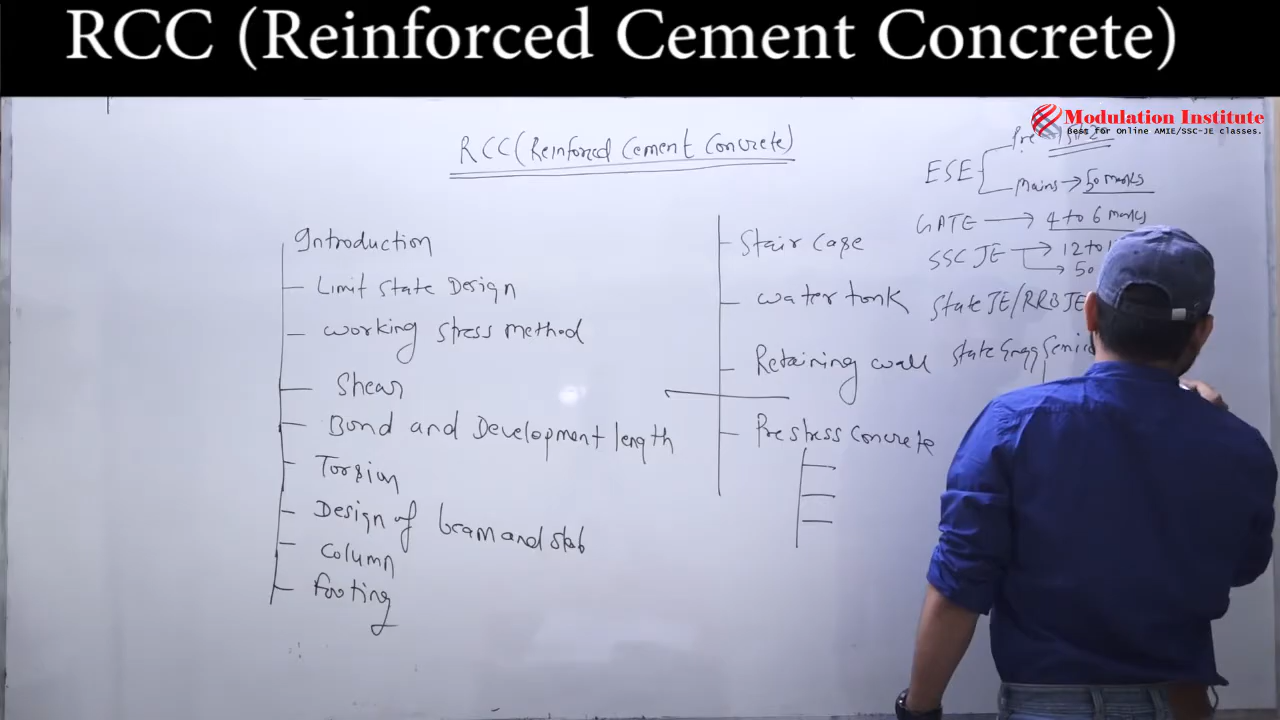 RCC (Reinforced Cement Concrete)
Modulation Institute
Best for Online AMIE/SSC-JE classes.
RCC (Reinforced Cement Concrete)
Introduction
Limit State Design
working stress method
Shear
Bond and Development length
Torsion
Design of beam and slab
Column
footing
Stair Case
water tank
Retaining wall
Prestress Concrete
ESE
Pre
Mains → 50 marks
GATE → 4 to 6 marks
SSC JE → 12 to
→ 50
State JE/RRB JE
State Engg